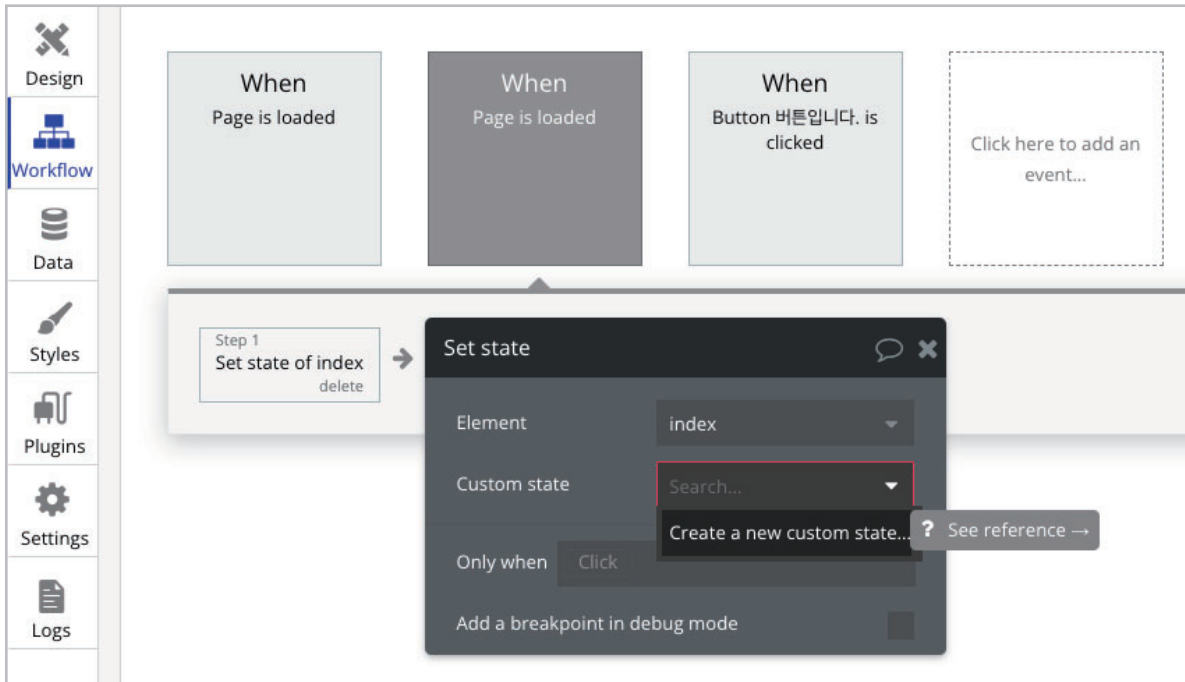 Design
Workflow
Data
Styles
Plugins
Settings
Logs
When
Page is loaded
When
Page is loaded
When
Button 버튼입니다. is
clicked
Click here to add an
event...
Step 1
Set state of index
delete
Set state
Element
index
Custom state
Search...
Create a new custom state...
? See reference →
Only when
Click
Add a breakpoint in debug mode